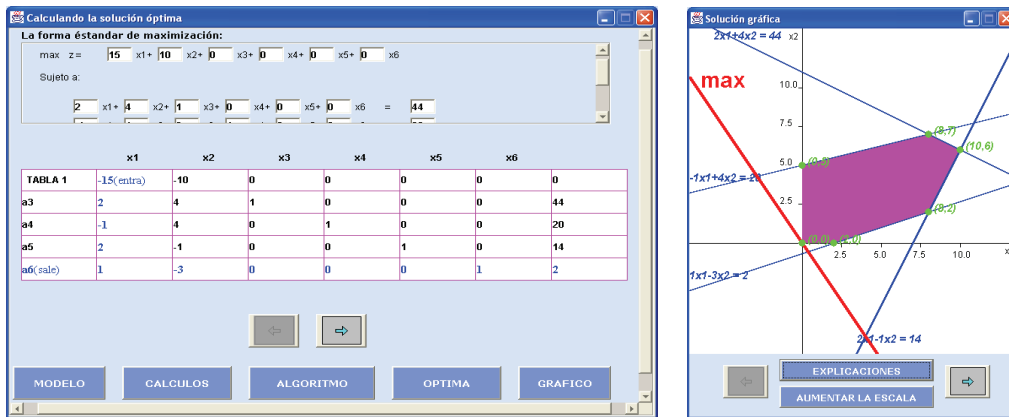 Calculando la solución óptima
La forma éstandar de maximización:
max z = 15 x1+ 10 x2+ 0 x3+ 0 x4+ 0 x5+ 0 x6
Sujeto a:
2 x1+ 4 x2+ 1 x3+ 0 x4+ 0 x5+ 0 x6 = 44
x1 x2 x3 x4 x5 x6
TABLA 1 -15(entra) -10 0 0 0 0 0
a3 2 4 1 0 0 0 44
a4 -1 4 0 1 0 0 20
a5 2 -1 0 0 1 0 14
a6(sale) 1 -3 0 0 0 1 2
MODELO CALCULOS ALGORITMO OPTIMA GRAFICO
Solución gráfica
2x1+4x2 = 44 x2
max
10.0
7.5
(8,7)
(10,6)
5.0 (0,5)
-1x1+4x2 = 20
2.5
(8,2)
(0,0) (2,0)
2.5 5.0 7.5 10.0
1x1-3x2 = 2
2x1-1x2 = 14
EXPLICACIONES
AUMENTAR LA ESCALA